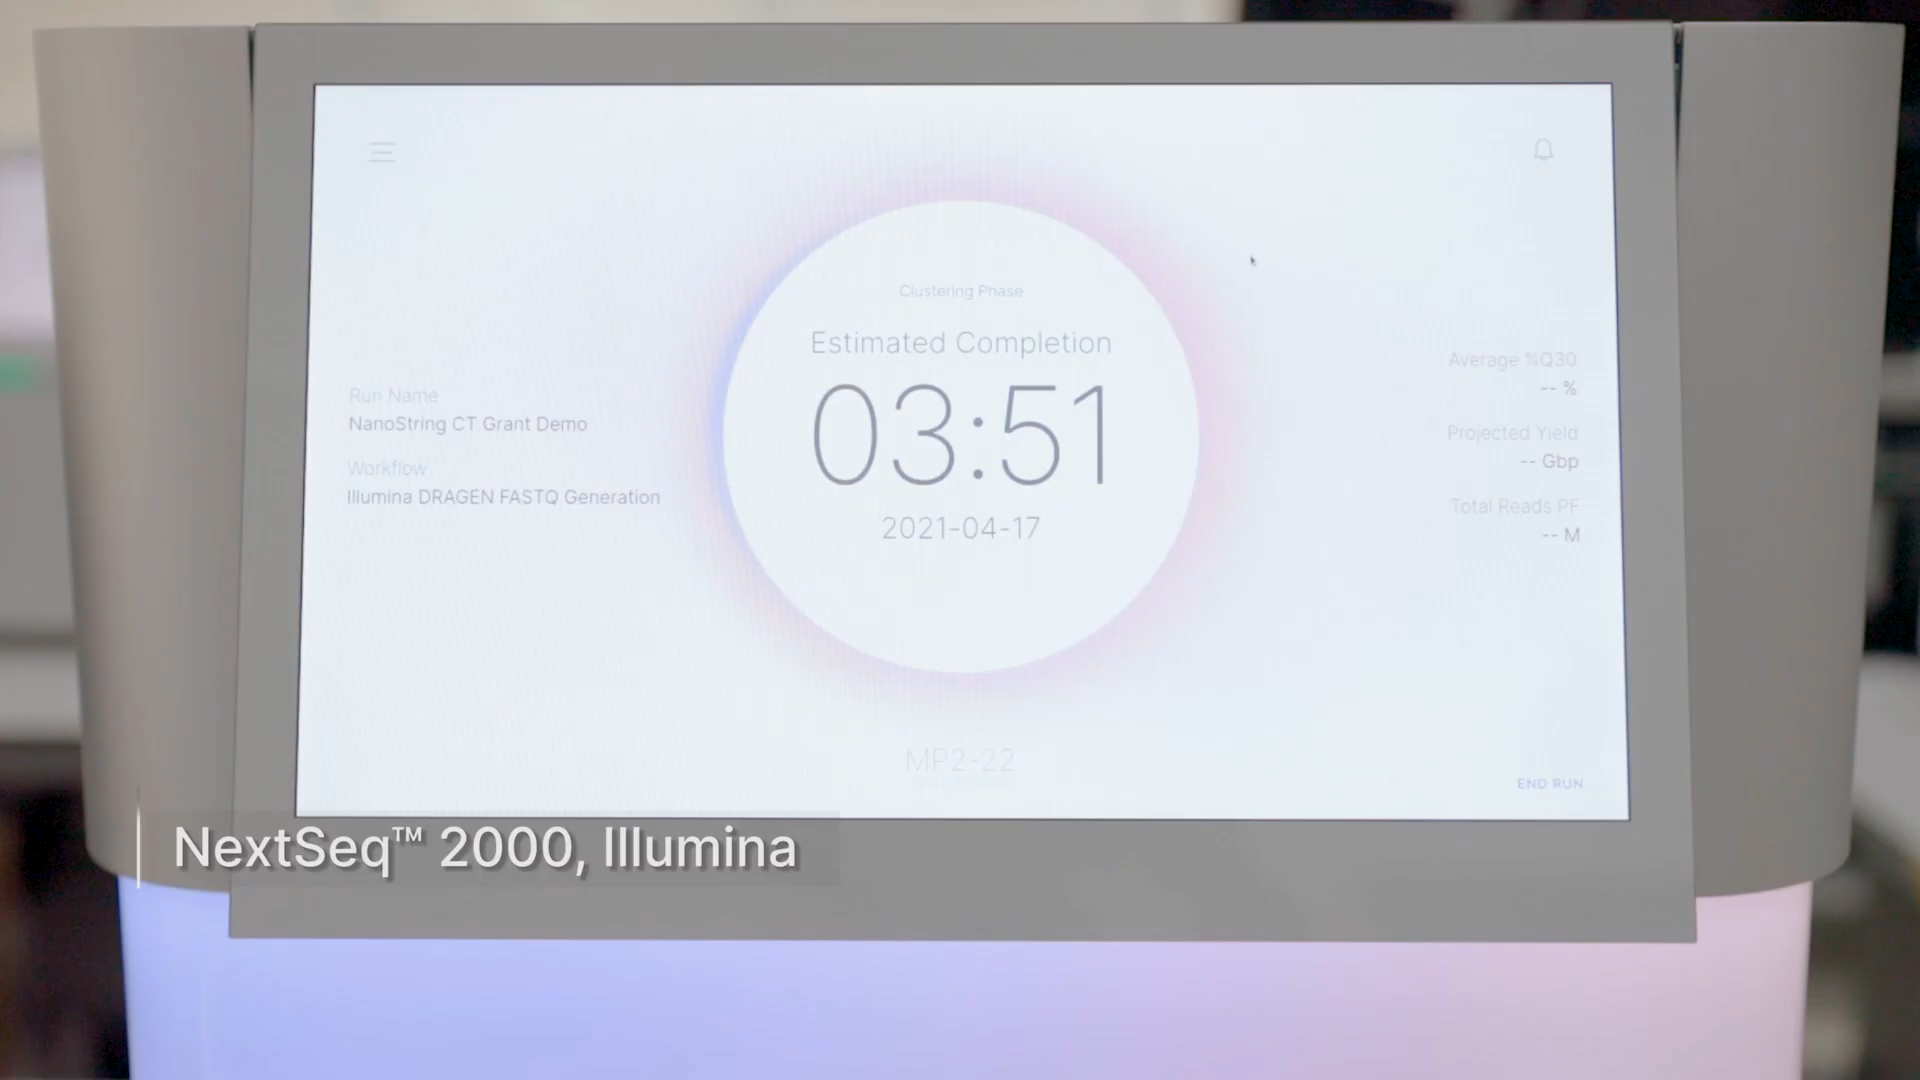 Clustering Phase
Estimated Completion
03:51
2021-04-17
Run Name
NanoString CT Grant Demo
Workflow
Illumina DRAGEN FASTQ Generation
Average %Q30
-- %
Projected Yield
-- Gbp
Total Reads PF
-- M
MP2-22
END RUN
NextSeq™ 2000, Illumina